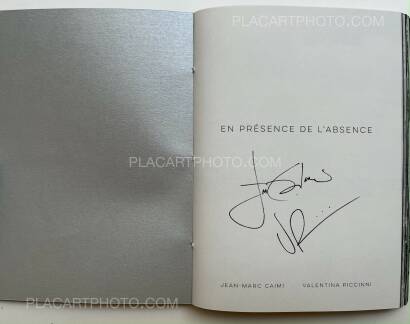 PLACARTPHOTO.COM
EN PRÉSENCE DE L'ABSENCE
PLACARTPHOTO.COM
JEAN-MARC CAIMI VALENTINA PICCINNI
PLACARTPHOTO.COM